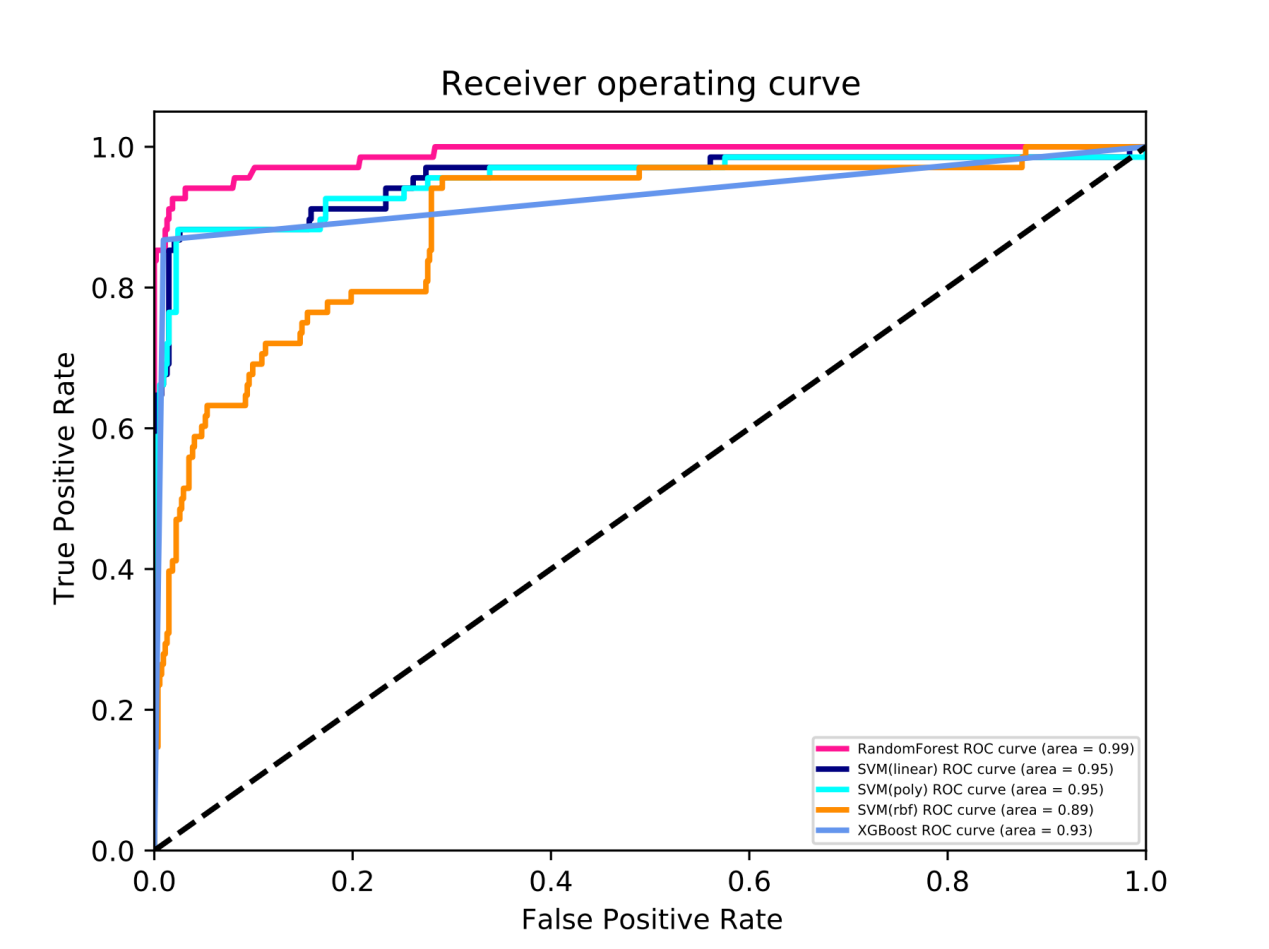 Receiver operating curve
True Positive Rate
1.0
0.8
0.6
0.4
0.2
0.0
0.0 0.2 0.4 0.6 0.8 1.0
False Positive Rate
RandomForest ROC curve (area = 0.99)
SVM(linear) ROC curve (area = 0.95)
SVM(poly) ROC curve (area = 0.95)
SVM(rbf) ROC curve (area = 0.89)
XGBoost ROC curve (area = 0.93)